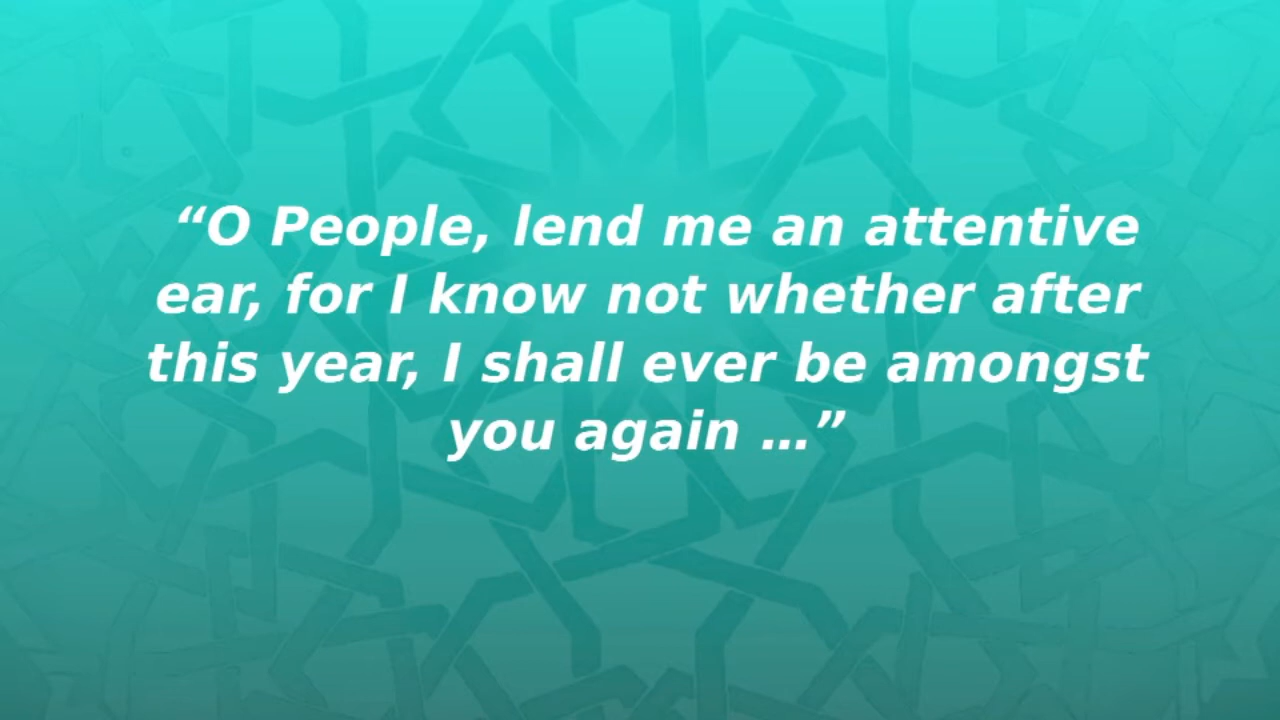 “O People, lend me an attentive
ear, for I know not whether after
this year, I shall ever be amongst
you again …”